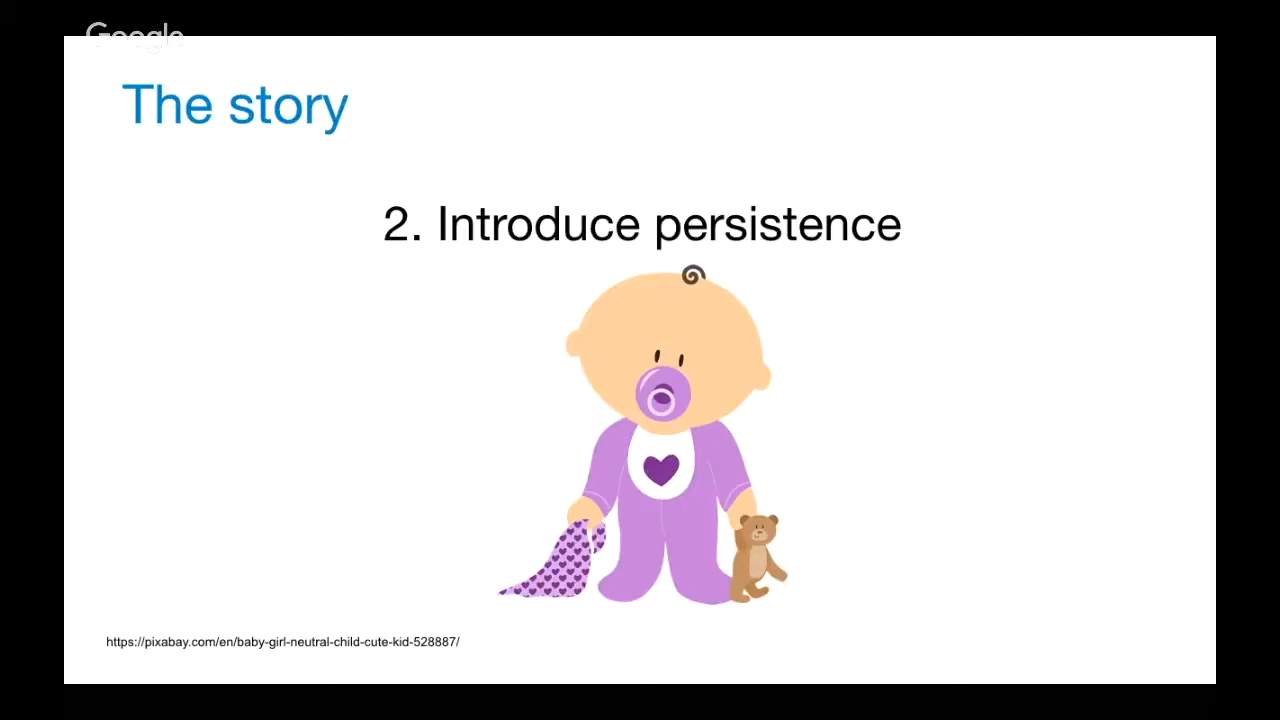 Google
The story
2. Introduce persistence
https://pixabay.com/en/baby-girl-neutral-child-cute-kid-528887/